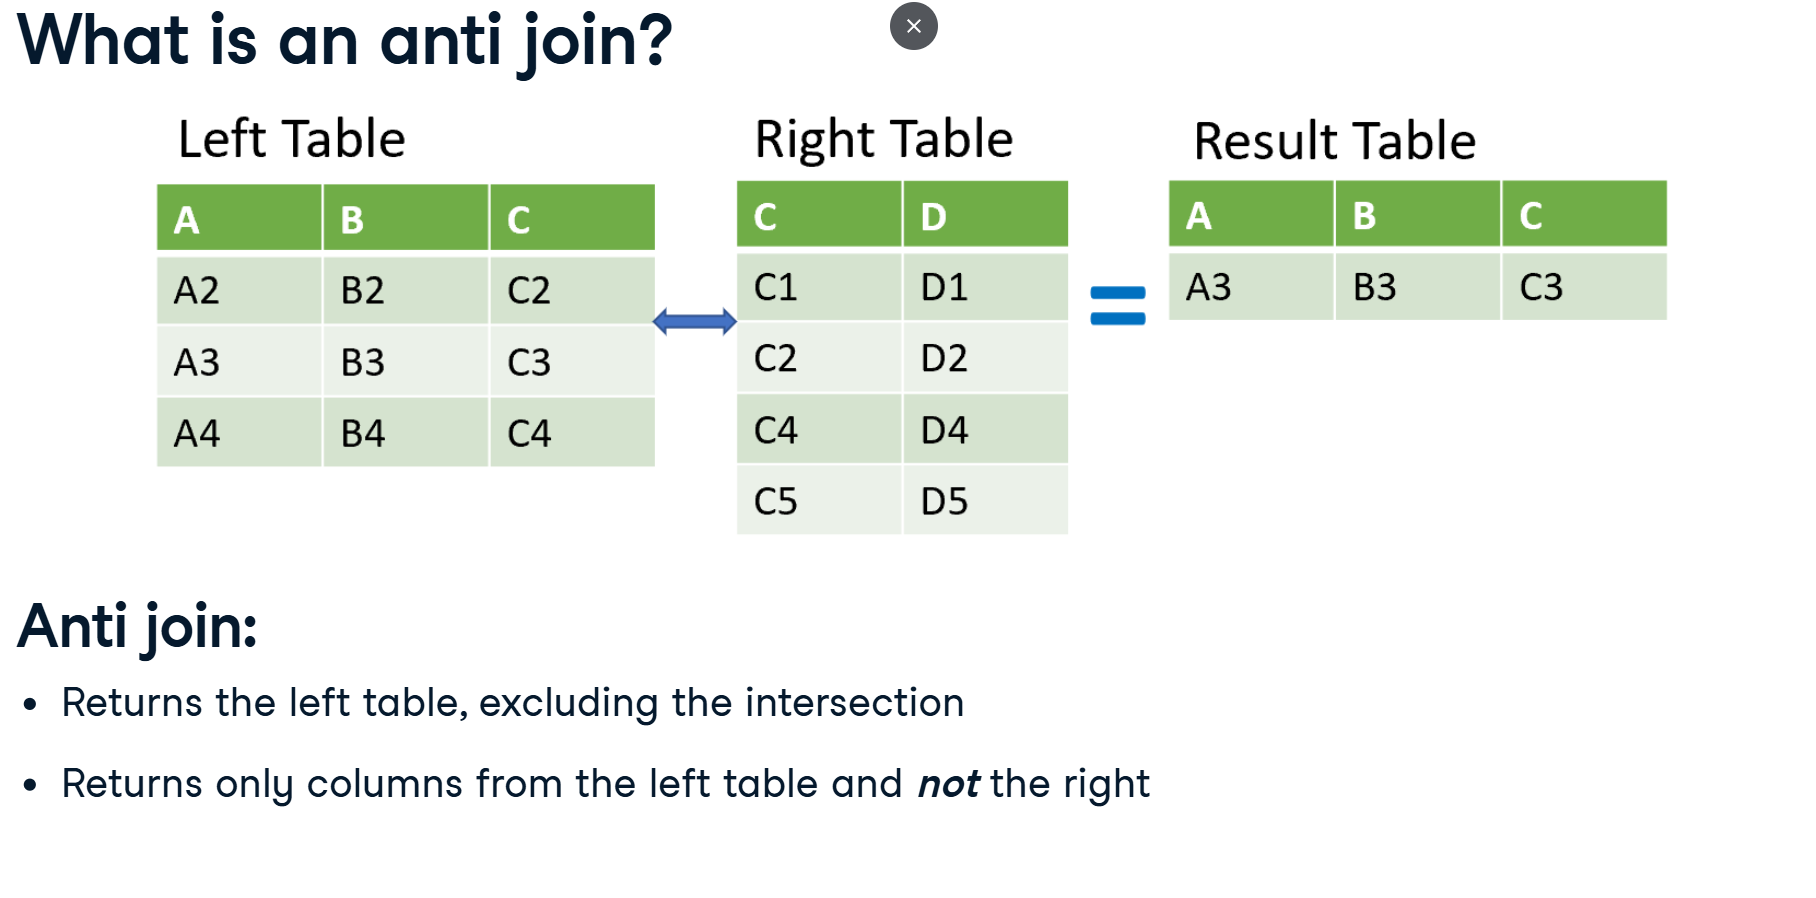 What is an anti join?
Left Table
A B C
A2 B2 C2
A3 B3 C3
A4 B4 C4
Right Table
C D
C1 D1
C2 D2
C4 D4
C5 D5
=
Result Table
A B C
A3 B3 C3
Anti join:
• Returns the left table, excluding the intersection
• Returns only columns from the left table and not the right